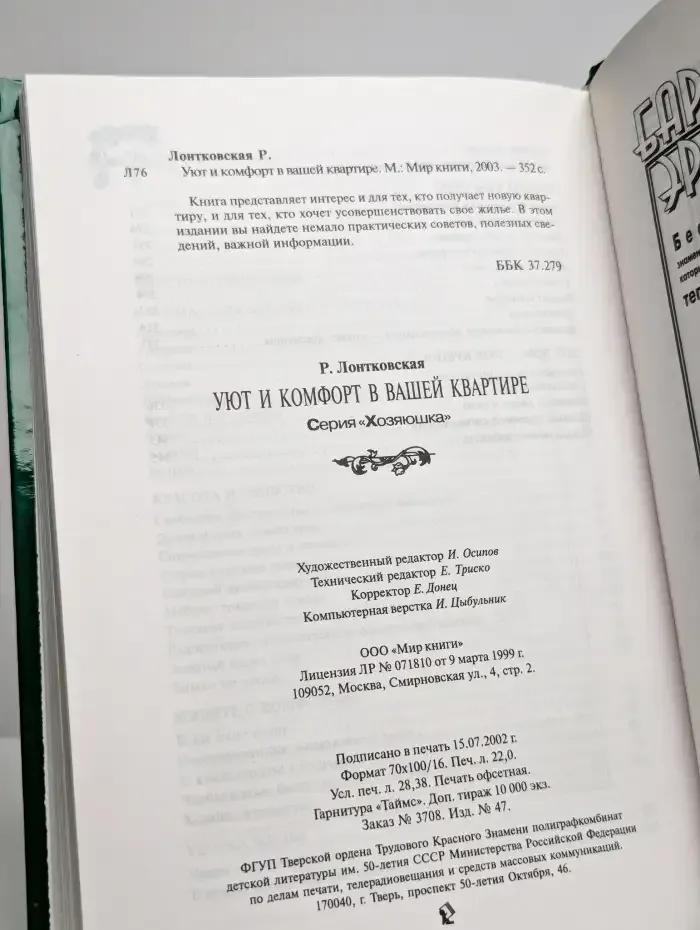 Лонтковская Р.
Л76 Уют и комфорт в вашей квартире. М.: Мир книги, 2003. — 352 с.
Книга представляет интерес и для тех, кто получает новую квар-
тиру, и для тех, кто хочет усовершенствовать свое жилье. В этом
издании вы найдете немало практических советов, полезных све-
дений, важной информации.
ББК 37.279
Р. Лонтковская
УЮТ И КОМФОРТ В ВАШЕЙ КВАРТИРЕ
Серия «Хозяюшка»
Художественный редактор И. Осипов
Технический редактор Е. Триско
Корректор Е. Донец
Компьютерная верстка И. Цыбульник
ООО «Мир книги»
Лицензия ЛР № 071810 от 9 марта 1999 г.
109052, Москва, Смирновская ул., 4, стр. 2.
Подписано в печать 15.07.2002 г.
Формат 70х100/16. Печ. л. 22,0.
Усл. печ. л. 28,38. Печать офсетная.
Гарнитура «Таймс». Доп. тираж 10 000 экз.
Заказ № 3708. Изд. № 47.
ФГУП Тверской ордена Трудового Красного Знамени полиграфкомбинат
детской литературы им. 50-летия СССР Министерства Российской Федерации
по делам печати, телерадиовещания и средств массовых коммуникаций.
170040, г. Тверь, проспект 50-летия Октября, 46.